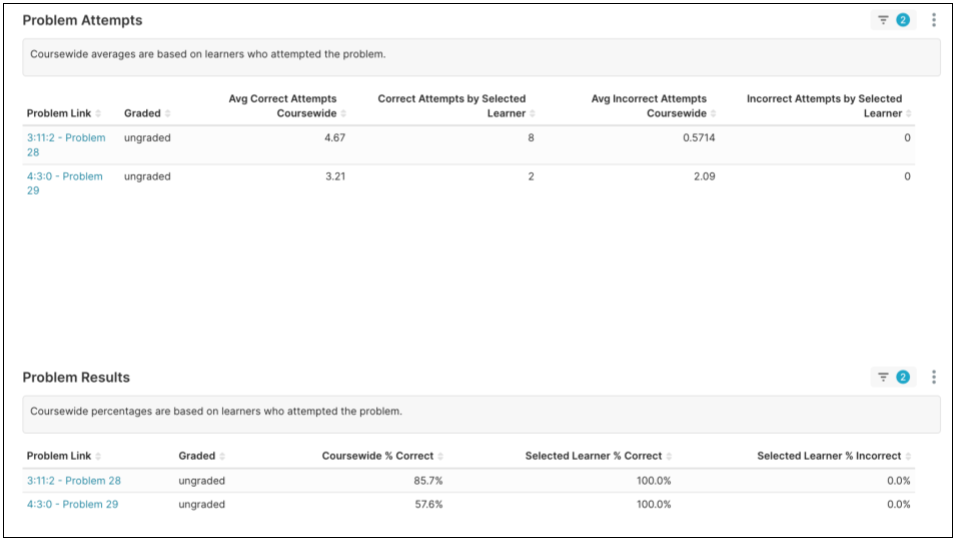 Problem Attempts
2
Coursewide averages are based on learners who attempted the problem.
Avg Correct Attempts Correct Attempts by Selected Avg Incorrect Attempts Incorrect Attempts by Selected
Problem Link Graded Coursewide Learner Coursewide Learner
3:11:2 - Problem ungraded 4.67 8 0.5714 0
28
4:3:0 - Problem ungraded 3.21 2 2.09 0
29
Problem Results
2
Coursewide percentages are based on learners who attempted the problem.
Problem Link Graded Coursewide % Correct Selected Learner % Correct Selected Learner % Incorrect
3:11:2 - Problem 28 ungraded 85.7% 100.0% 0.0%
4:3:0 - Problem 29 ungraded 57.6% 100.0% 0.0%